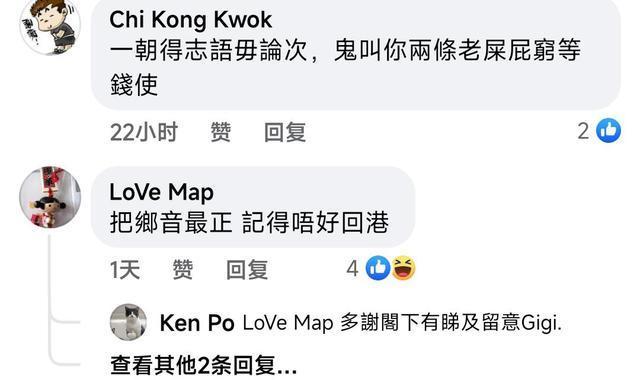 Chi Kong Kwok
一朝得志語毋論次，鬼叫你兩條老屎屁窮等
錢使
22小时 赞 回复 2
LoVe Map
把鄉音最正 記得唔好回港
1天 赞 回复 4
Ken Po LoVe Map 多謝閣下有睇及留意Gigi.
查看其他2条回复...